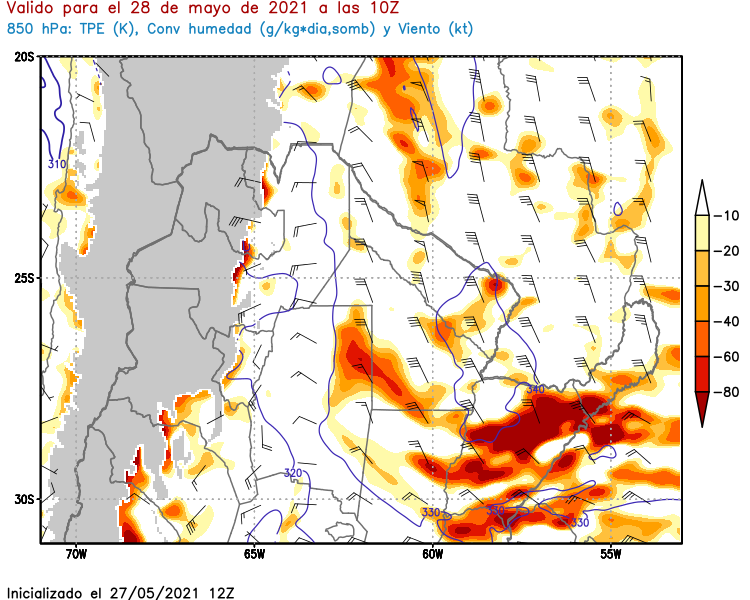 Valido para el 28 de mayo de 2021 a las 10Z
850 hPa: TPE (K), Conv humedad (g/kg*dia,somb) y Viento (kt)
20S
310
-10
-20
25S
-30
-40
-60
340
-80
320
30S
330
330
330
70W
65W
60W
55W
Inicializado el 27/05/2021 12Z